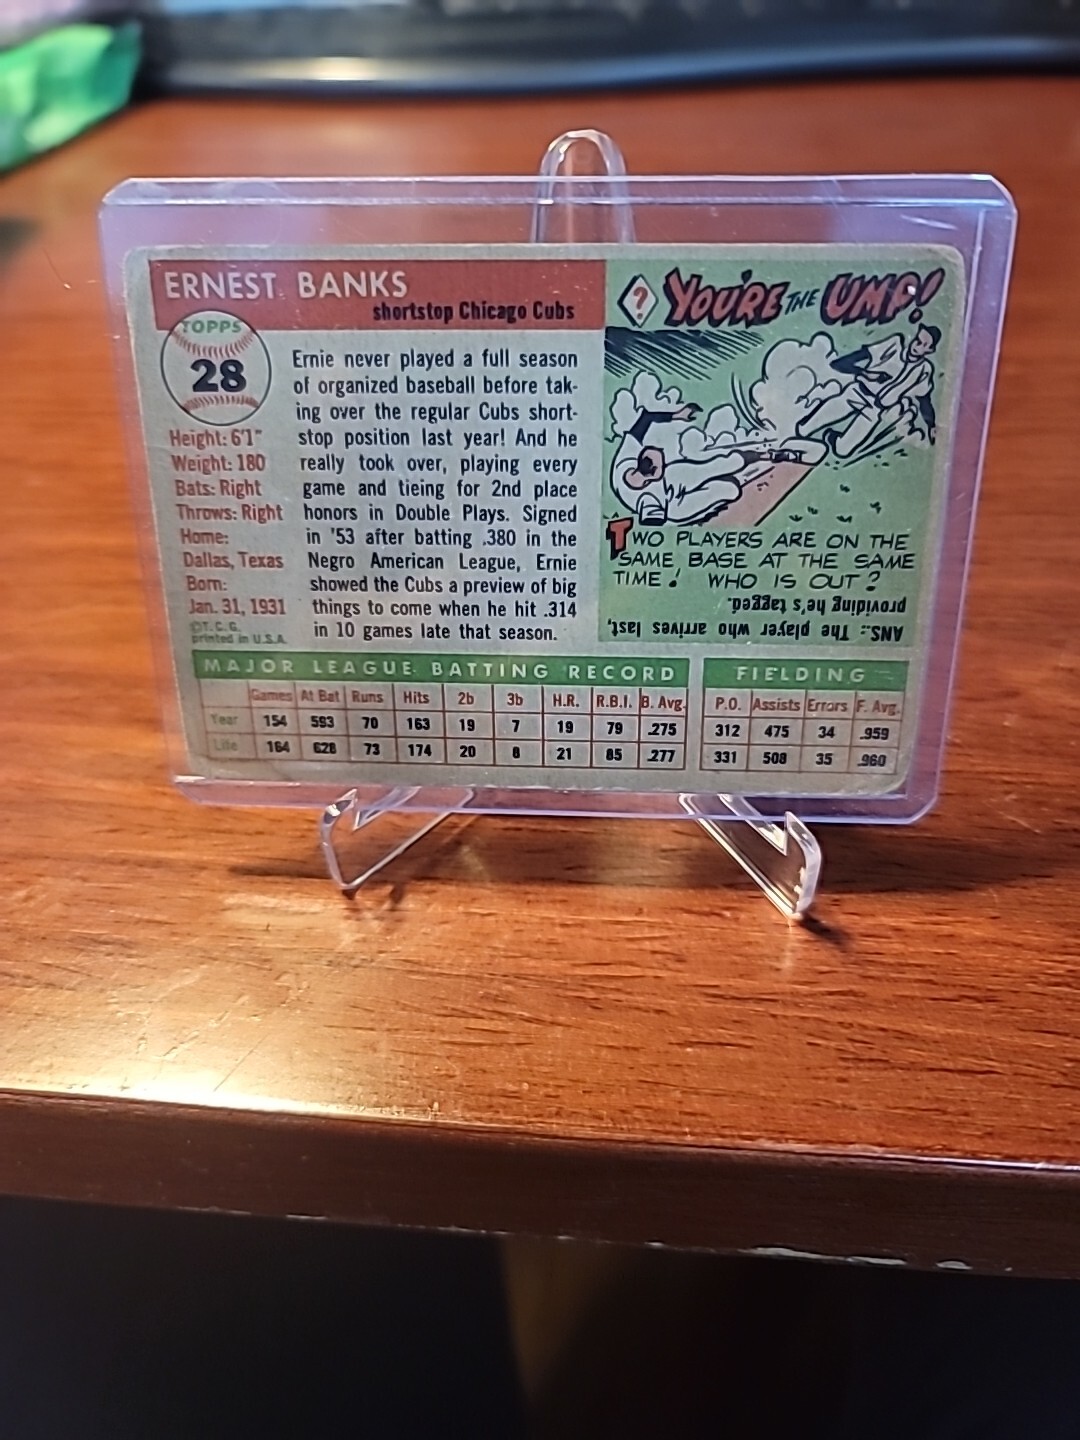 ERNEST BANKS
shortstop Chicago Cubs
TOPPS
28
Height: 6'1"
Weight: 180
Bats: Right
Throws: Right
Home:
Dallas, Texas
Born:
Jan. 31, 1931
©T.C.G.
printed in U.S.A.
Ernie never played a full season
of organized baseball before tak-
ing over the regular Cubs short-
stop position last year! And he
really took over, playing every
game and tieing for 2nd place
honors in Double Plays. Signed
in '53 after batting .380 in the
Negro American League, Ernie
showed the Cubs a preview of big
things to come when he hit .314
in 10 games late that season.
? YOU'RE THE UMP!
TWO PLAYERS ARE ON THE
SAME BASE AT THE SAME
TIME! WHO IS OUT?
ANS.: The player who arrives last,
providing he's tagged.
MAJOR LEAGUE BATTING RECORD
Games At Bat Runs Hits 2b 3b H.R. R.B.I. B. Avg.
Year 154 593 70 163 19 7 19 79 .275
Life 164 628 73 174 20 8 21 85 .277
FIELDING
P.O. Assists Errors F. Avg.
312 475 34 .959
331 508 35 .960